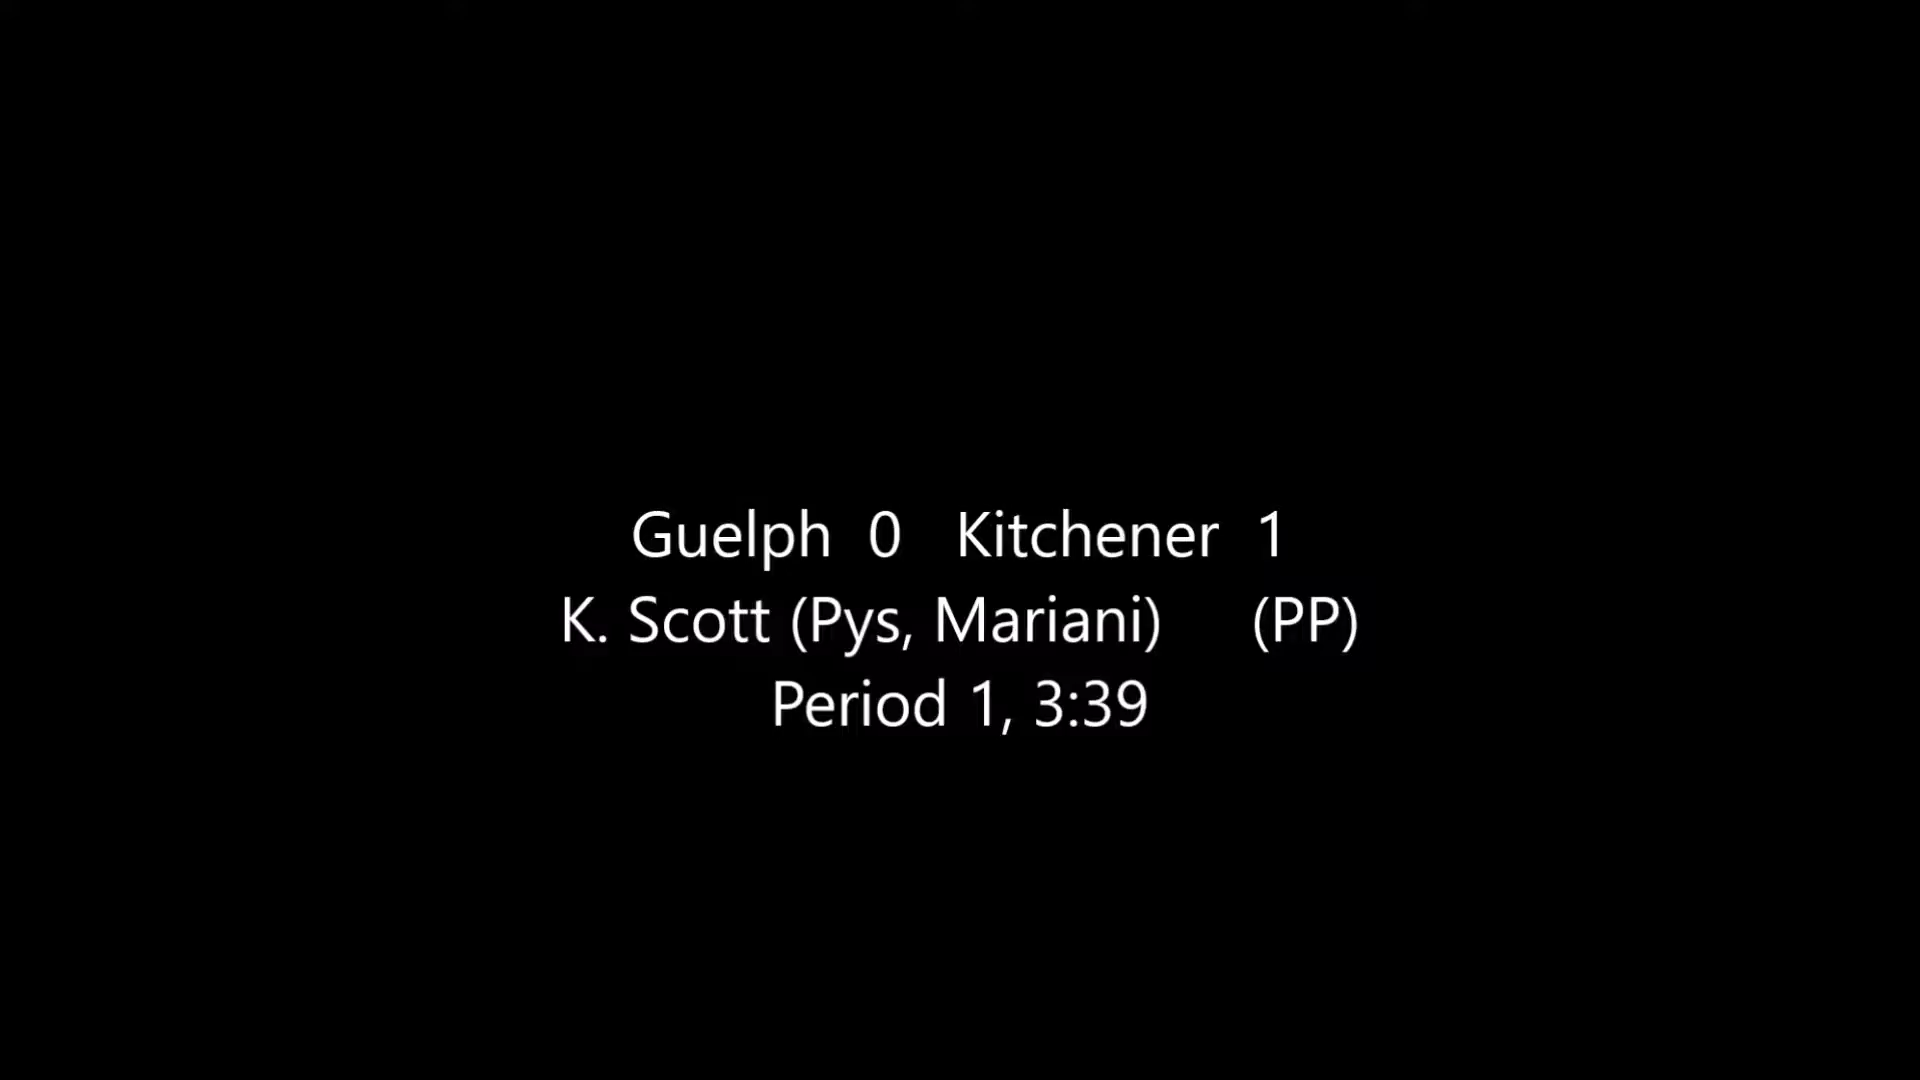 Guelph 0 Kitchener 1
K. Scott (Pys, Mariani) (PP)
Period 1, 3:39